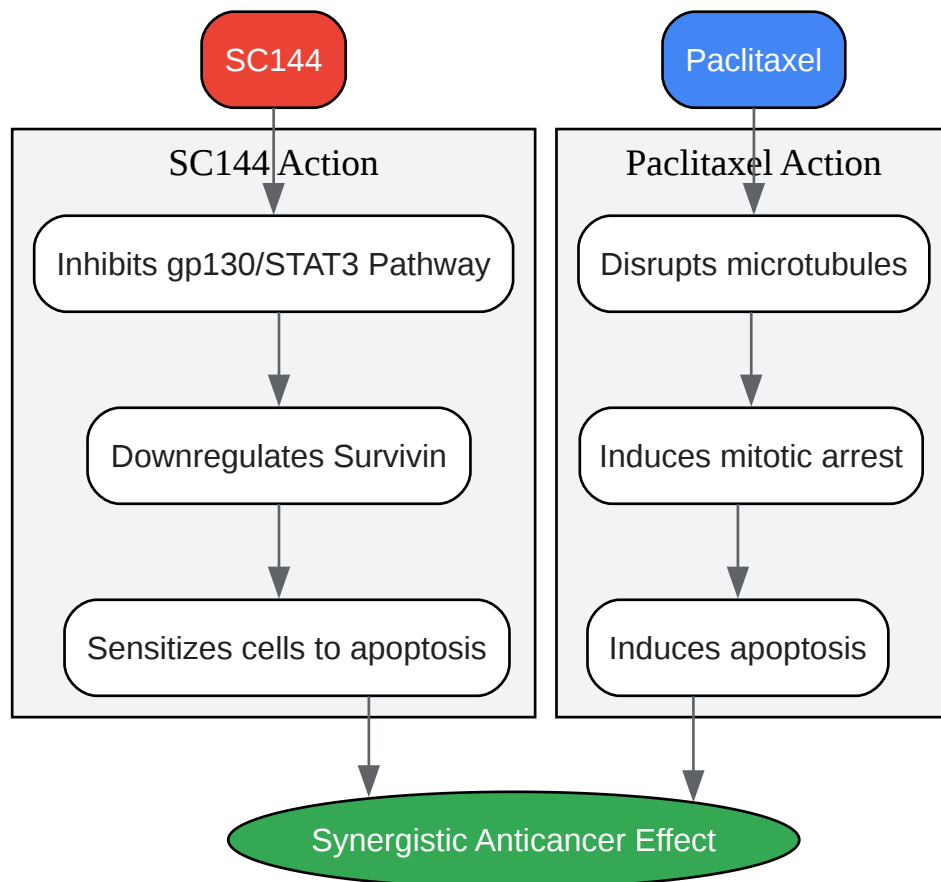 SC144
Paclitaxel
SC144 Action
Paclitaxel Action
Inhibits gp130/STAT3 Pathway
Disrupts microtubules
Downregulates Survivin
Induces mitotic arrest
Sensitizes cells to apoptosis
Induces apoptosis
Synergistic Anticancer Effect